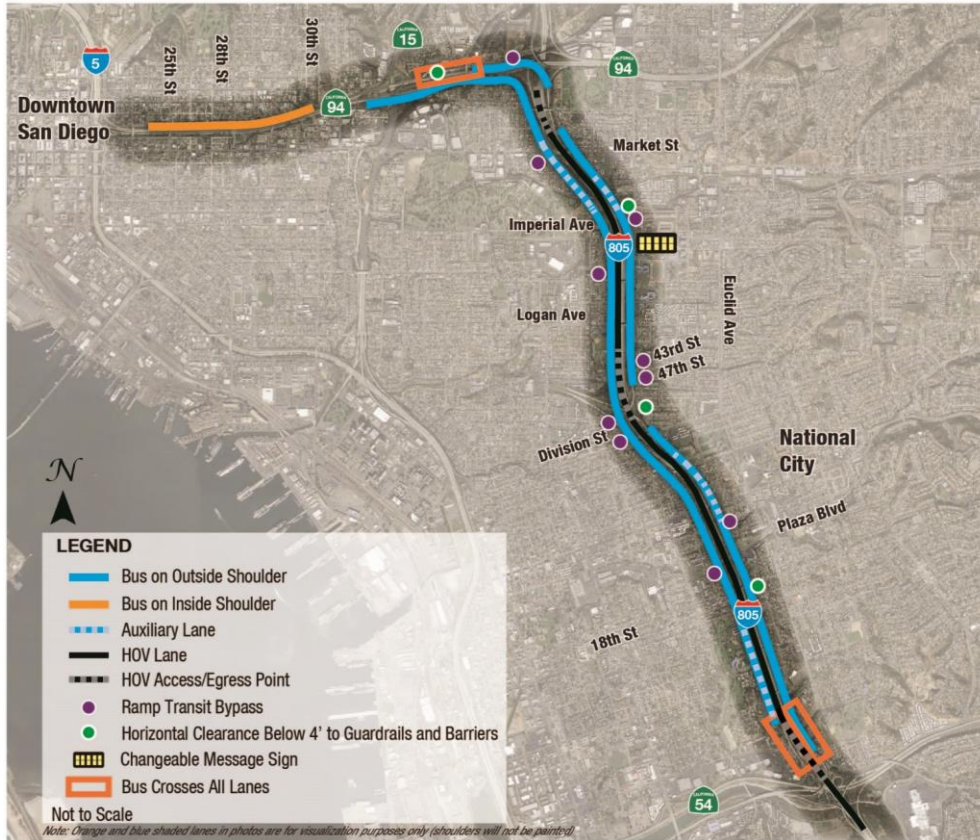 CALIFORNIA
15
30th St
28th St
25th St
5
CALIFORNIA
94
CALIFORNIA
94
Downtown
San Diego
Market St
Imperial Ave
805
Euclid Ave
Logan Ave
43rd St
47th St
Division St
National
City
Plaza Blvd
N
805
18th St
LEGEND
Bus on Outside Shoulder
Bus on Inside Shoulder
Auxiliary Lane
HOV Lane
HOV Access/Egress Point
Ramp Transit Bypass
Horizontal Clearance Below 4' to Guardrails and Barriers
Changeable Message Sign
Bus Crosses All Lanes
CALIFORNIA
54
Not to Scale
Note: Orange and blue shaded lanes in photos are for visualization purposes only (shoulders will not be painted)